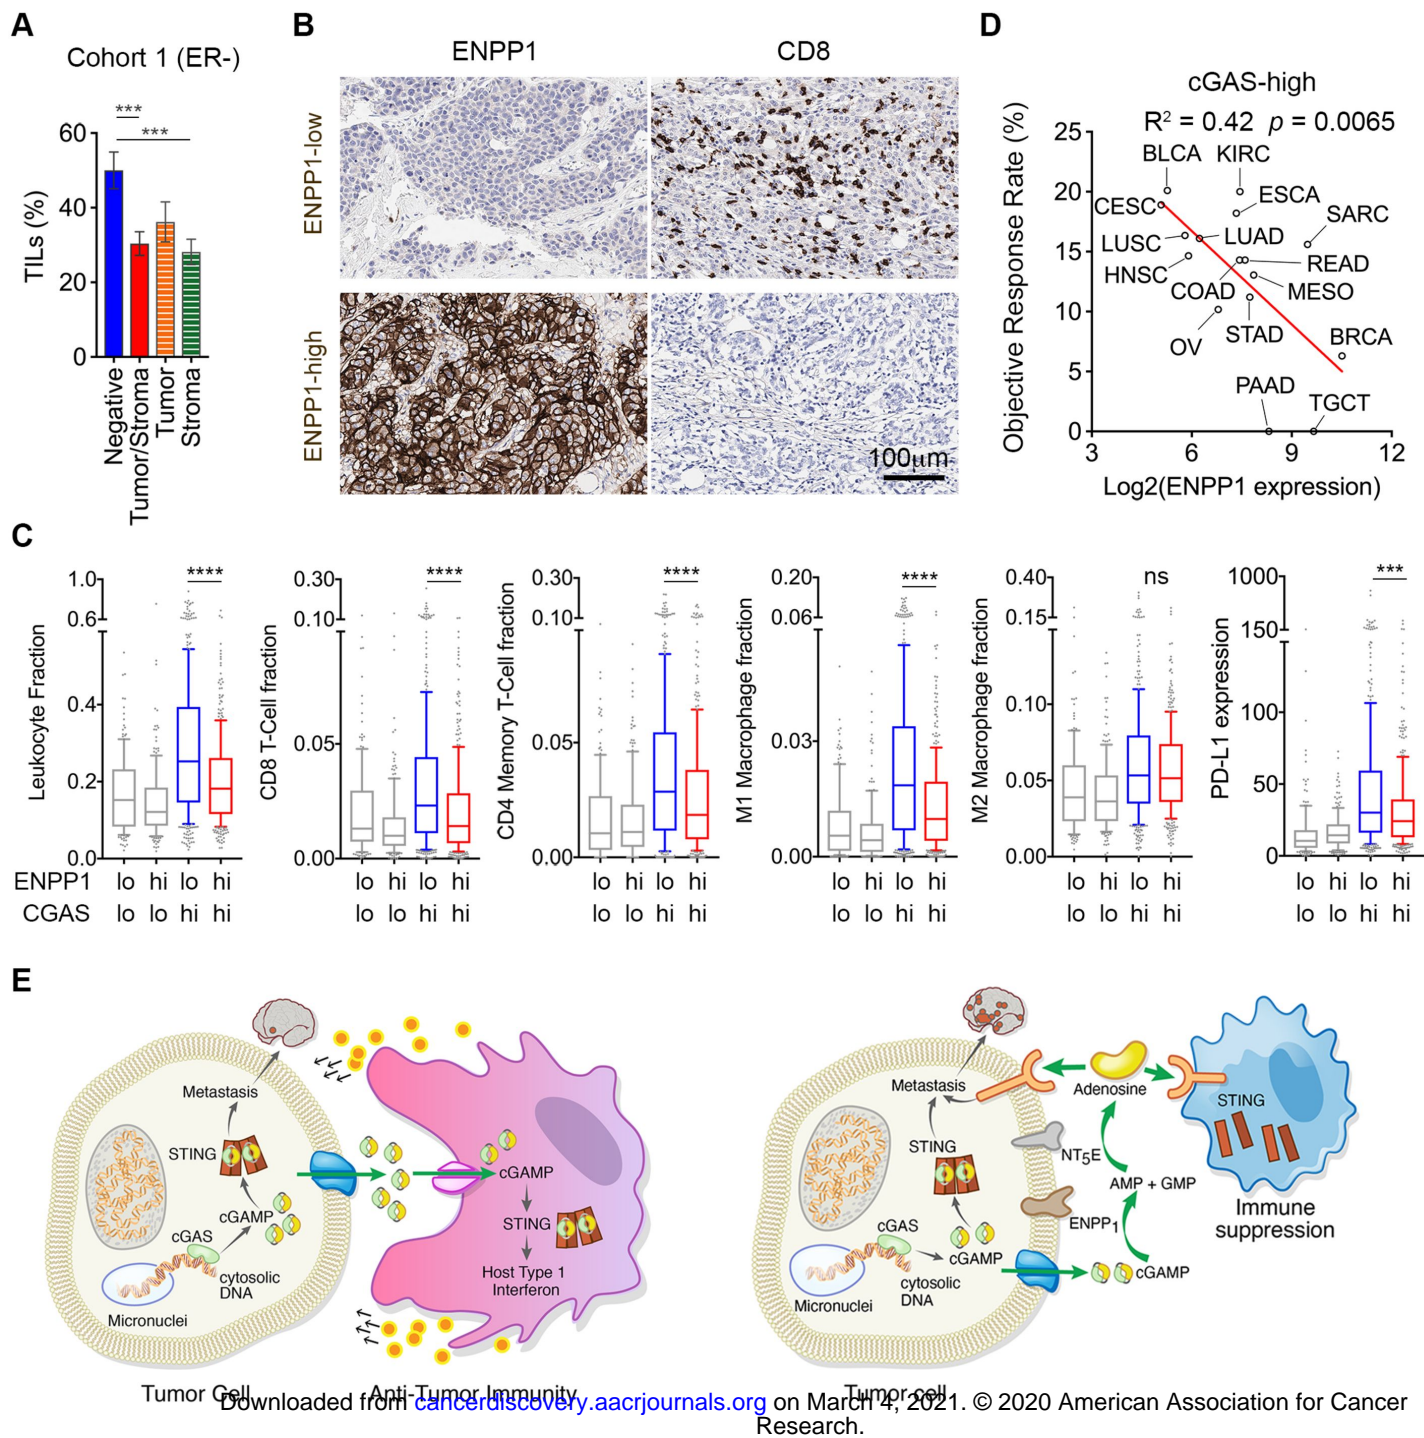 A
Cohort 1 (ER-)
***
***
TILs (%)
60
40
20
0
Negative
Tumor/Stroma
Tumor
Stroma
B
ENPP1
CD8
ENPP1-low
ENPP1-high
100µm
D
cGAS-high
R² = 0.42 p = 0.0065
Objective Response Rate (%)
25
20
15
10
5
0
BLCA
KIRC
CESC
ESCA
SARC
LUSC
LUAD
HNSC
READ
COAD
MESO
OV
STAD
BRCA
PAAD
TGCT
3
6
9
12
Log2(ENPP1 expression)
C
Leukocyte Fraction
1.0
0.6
0.4
0.2
0.0
****
CD8 T-Cell fraction
0.30
0.10
0.05
0.00
****
CD4 Memory T-Cell fraction
0.30
0.10
0.05
0.00
****
M1 Macrophage fraction
0.20
0.06
0.03
0.00
****
M2 Macrophage fraction
0.40
0.15
0.10
0.05
0.00
ns
PD-L1 expression
1000
150
100
50
0
***
ENPP1 lo hi lo hi lo hi lo hi lo hi lo hi lo hi lo hi lo hi lo hi lo hi lo hi
CGAS lo lo hi hi lo lo hi hi lo lo hi hi lo lo hi hi lo lo hi hi lo lo hi hi
E
Metastasis
STING
cGAMP
cGAS
cytosolic
DNA
Micronuclei
cGAMP
STING
Host Type 1
Interferon
Tumor Cell
Anti-Tumor Immunity
Metastasis
STING
cGAS
cGAMP
cytosolic
DNA
Micronuclei
Adenosine
NT5E
AMP + GMP
ENPP1
cGAMP
STING
Immune
suppression
Tumor cell
Downloaded from cancerdiscovery.aacrjournals.org on March 4, 2021. © 2020 American Association for Cancer
Research.